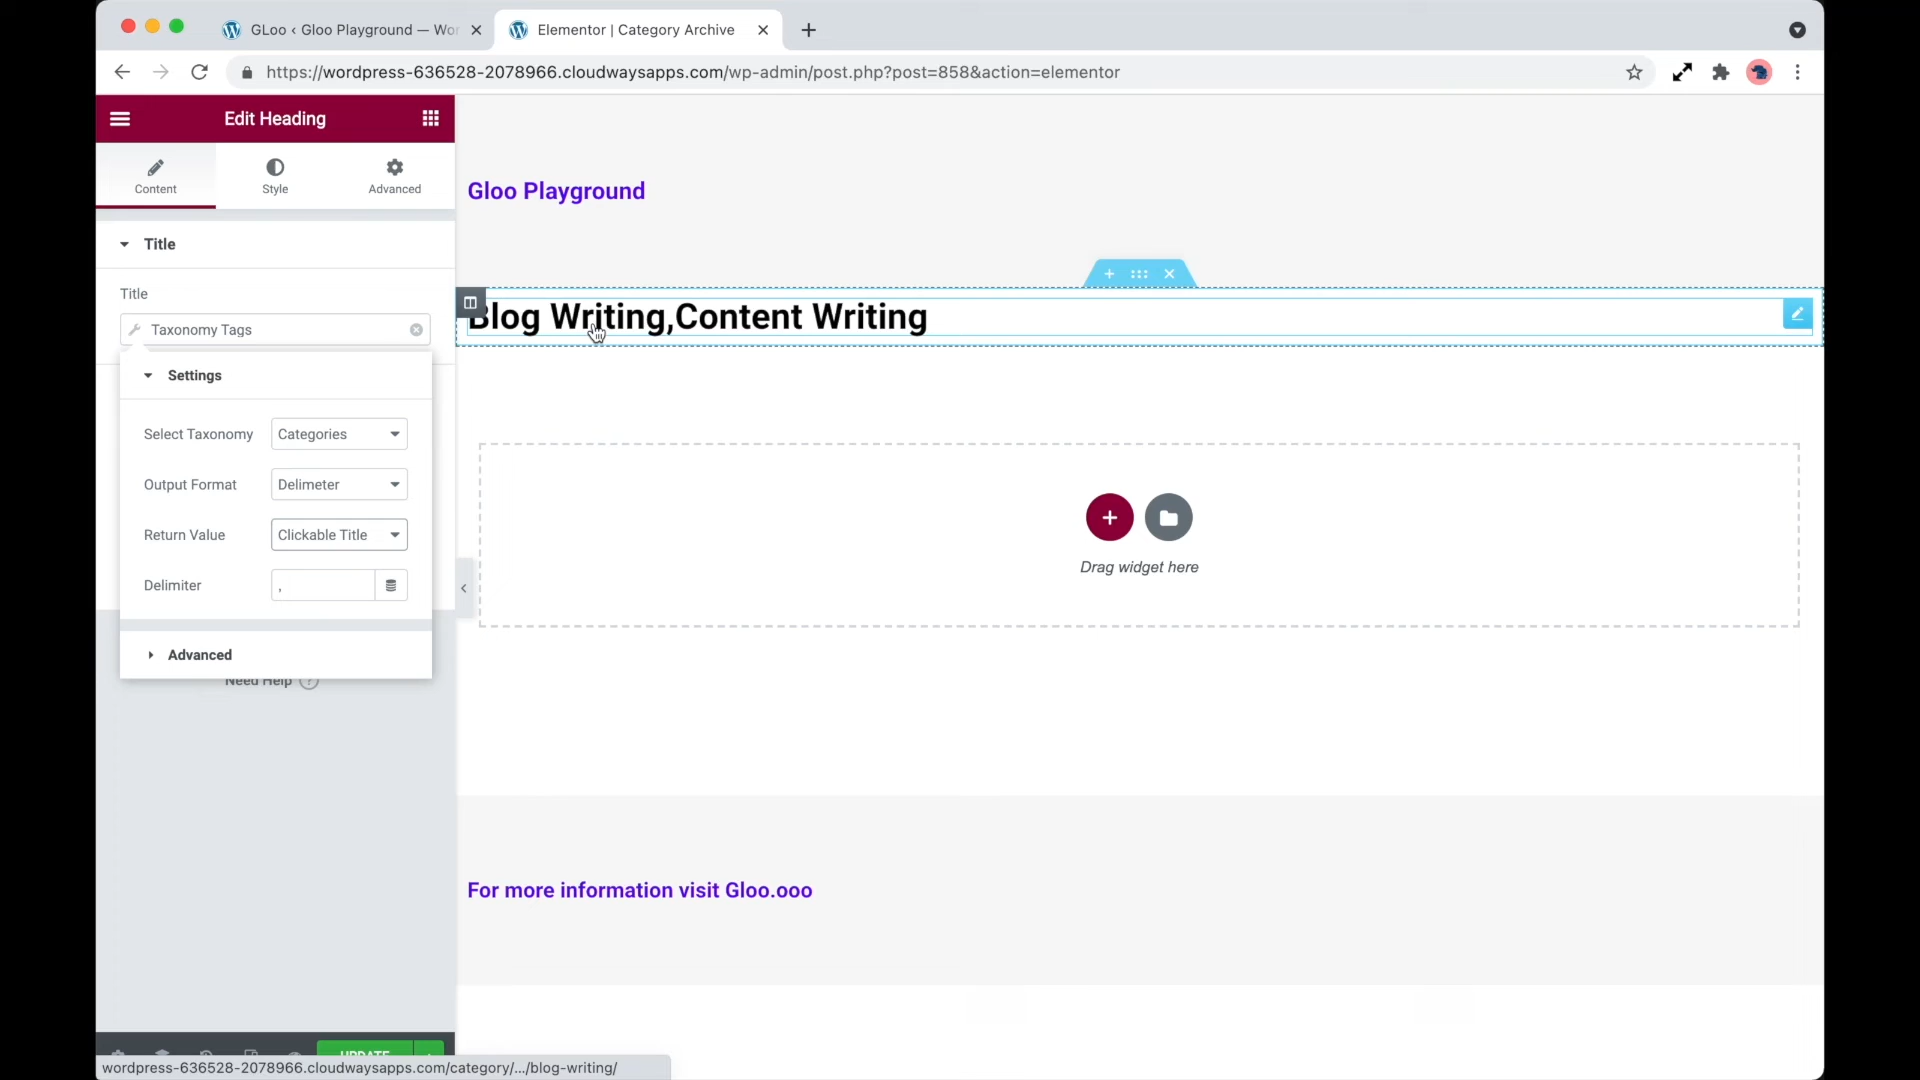 GLoo ‹ Gloo Playground — Wor
Elementor | Category Archive
https://wordpress-636528-2078966.cloudwaysapps.com/wp-admin/post.php?post=858&action=elementor
Edit Heading
Content
Style
Advanced
Title
Title
Taxonomy Tags
Settings
Select Taxonomy
Categories
Output Format
Delimeter
Return Value
Clickable Title
Delimiter
,
Advanced
Need Help
UPDATE
wordpress-636528-2078966.cloudwaysapps.com/category/.../blog-writing/
Gloo Playground
Blog Writing,Content Writing
Drag widget here
For more information visit Gloo.ooo